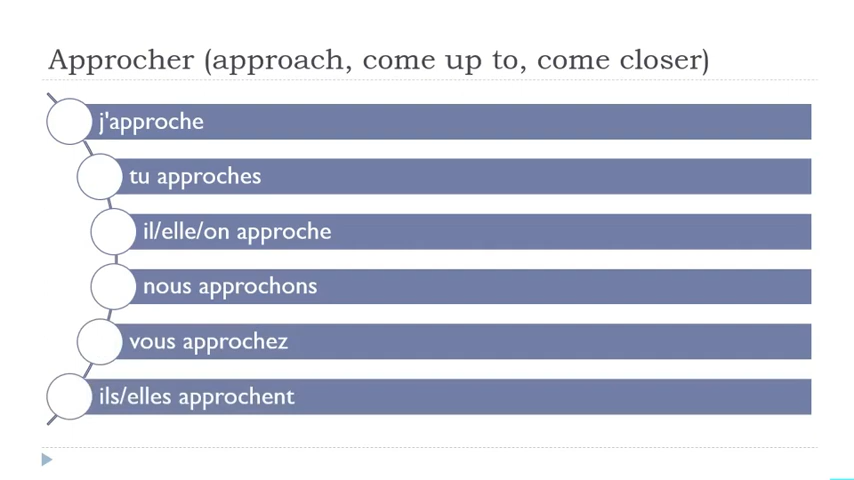 Approcher (approach, come up to, come closer)
j'approche
tu approches
il/elle/on approche
nous approchons
vous approchez
ils/elles approchent